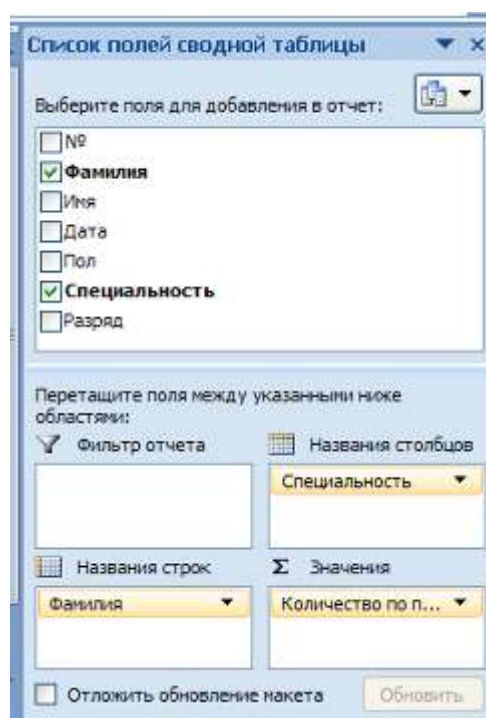 Список полей сводной таблицы
Выберите поля для добавления в отчет:
№
Фамилия
Имя
Дата
Пол
Специальность
Разряд
Перетащите поля между указанными ниже
областями:
Фильтр отчета
Названия столбцов
Специальность
Названия строк
Σ Значения
Фамилия
Количество по п...
Отложить обновление макета
Обновить